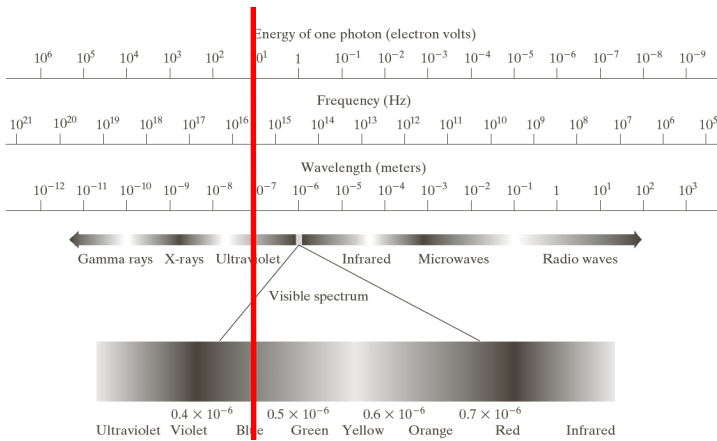 Energy of one photon (electron volts)
10⁶ 10⁵ 10⁴ 10³ 10² 0¹ 1 10⁻¹ 10⁻² 10⁻³ 10⁻⁴ 10⁻⁵ 10⁻⁶ 10⁻⁷ 10⁻⁸ 10⁻⁹
Frequency (Hz)
10²¹ 10²⁰ 10¹⁹ 10¹⁸ 10¹⁷ 10¹⁶ 10¹⁵ 10¹⁴ 10¹³ 10¹² 10¹¹ 10¹⁰ 10⁹ 10⁸ 10⁷ 10⁶ 10⁵
Wavelength (meters)
10⁻¹² 10⁻¹¹ 10⁻¹⁰ 10⁻⁹ 10⁻⁸ 10⁻⁷ 10⁻⁶ 10⁻⁵ 10⁻⁴ 10⁻³ 10⁻² 10⁻¹ 1 10¹ 10² 10³
Gamma rays X-rays Ultraviolet Infrared Microwaves Radio waves
Visible spectrum
0.4 × 10⁻⁶ 0.5 × 10⁻⁶ 0.6 × 10⁻⁶ 0.7 × 10⁻⁶
Ultraviolet Violet Blue Green Yellow Orange Red Infrared